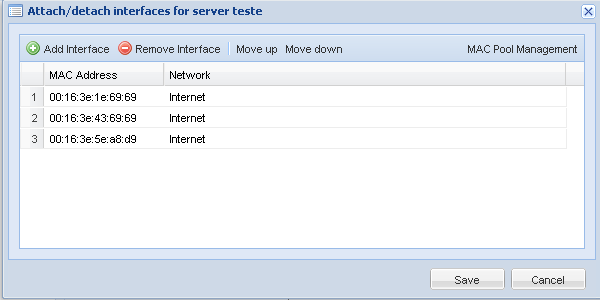 Attach/detach interfaces for server teste
Add Interface Remove Interface Move up Move down MAC Pool Management
MAC Address Network
1 00:16:3e:1e:69:69 Internet
2 00:16:3e:43:69:69 Internet
3 00:16:3e:5e:a8:d9 Internet
Save Cancel